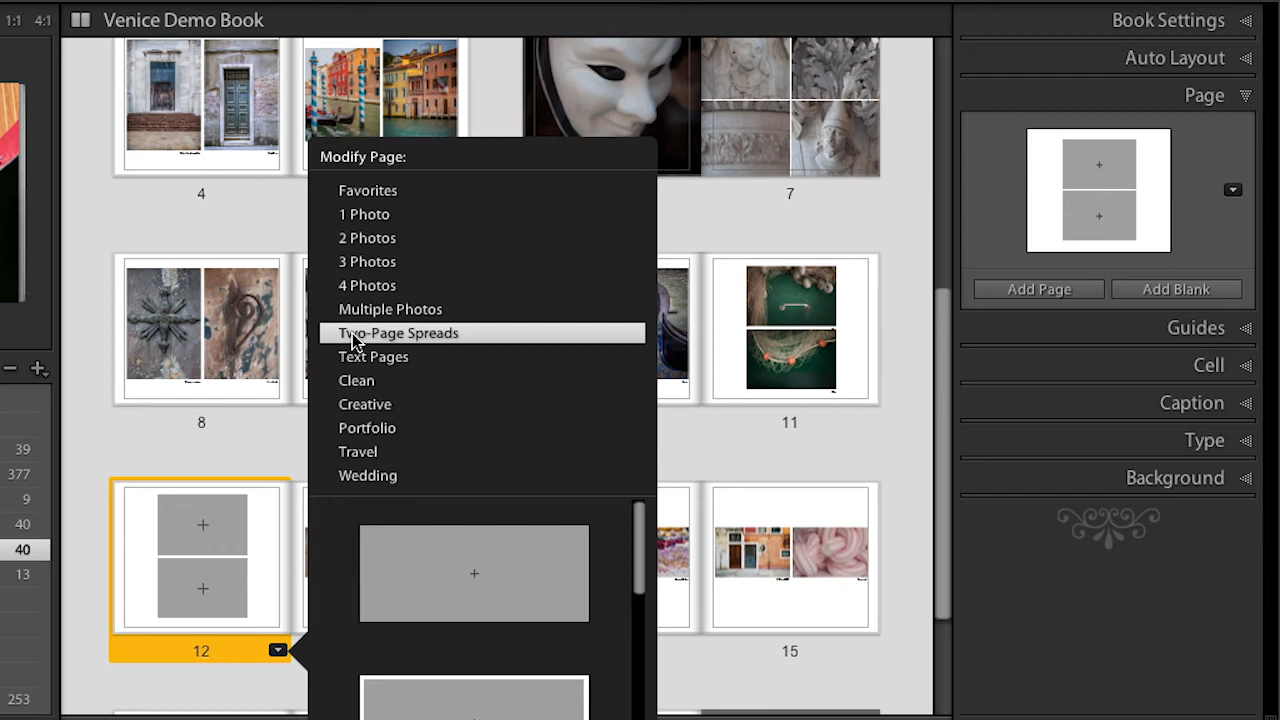 1:1 4:1
Venice Demo Book
Book Settings
Auto Layout
Page
4
7
Modify Page:
Favorites
1 Photo
2 Photos
3 Photos
4 Photos
Multiple Photos
Two-Page Spreads
Text Pages
Clean
Creative
Portfolio
Travel
Wedding
Add Page
Add Blank
Guides
Cell
Caption
Type
Background
8
11
39
377
9
40
40
13
253
12
15